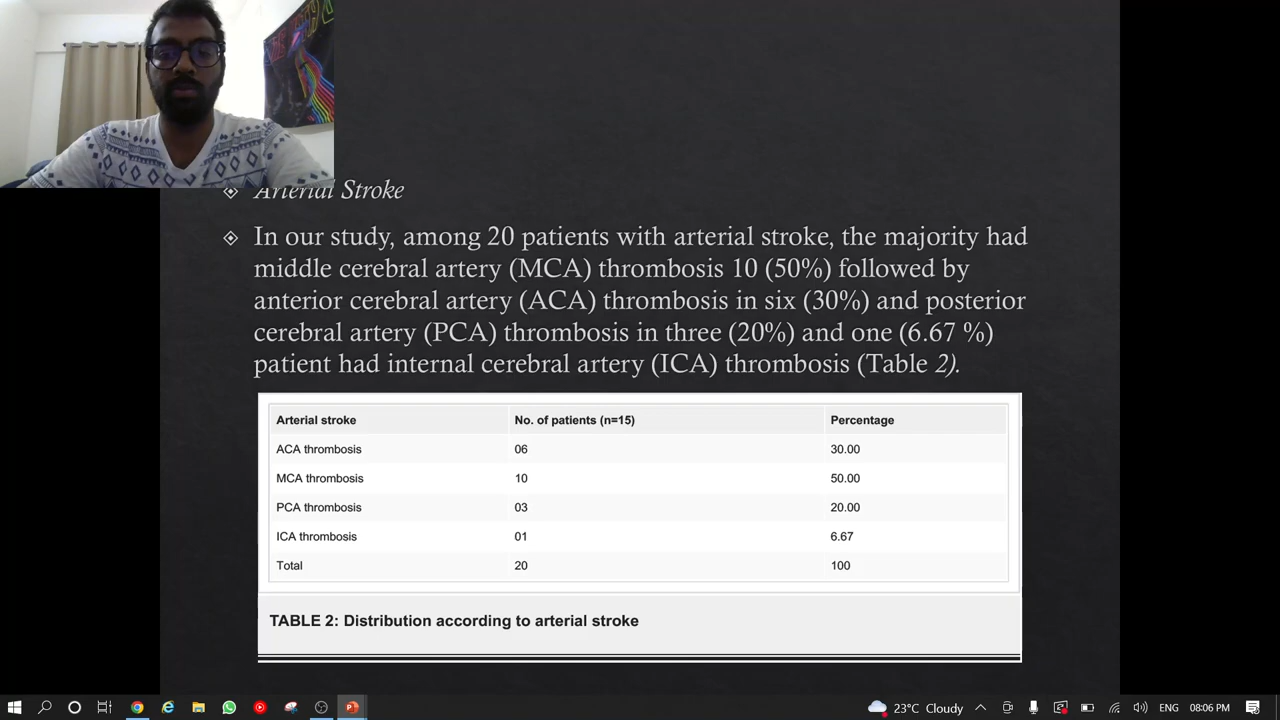 Arterial Stroke
In our study, among 20 patients with arterial stroke, the majority had
middle cerebral artery (MCA) thrombosis 10 (50%) followed by
anterior cerebral artery (ACA) thrombosis in six (30%) and posterior
cerebral artery (PCA) thrombosis in three (20%) and one (6.67 %)
patient had internal cerebral artery (ICA) thrombosis (Table 2).
Arterial stroke No. of patients (n=15) Percentage
ACA thrombosis 06 30.00
MCA thrombosis 10 50.00
PCA thrombosis 03 20.00
ICA thrombosis 01 6.67
Total 20 100
TABLE 2: Distribution according to arterial stroke
23°C Cloudy ENG 08:06 PM